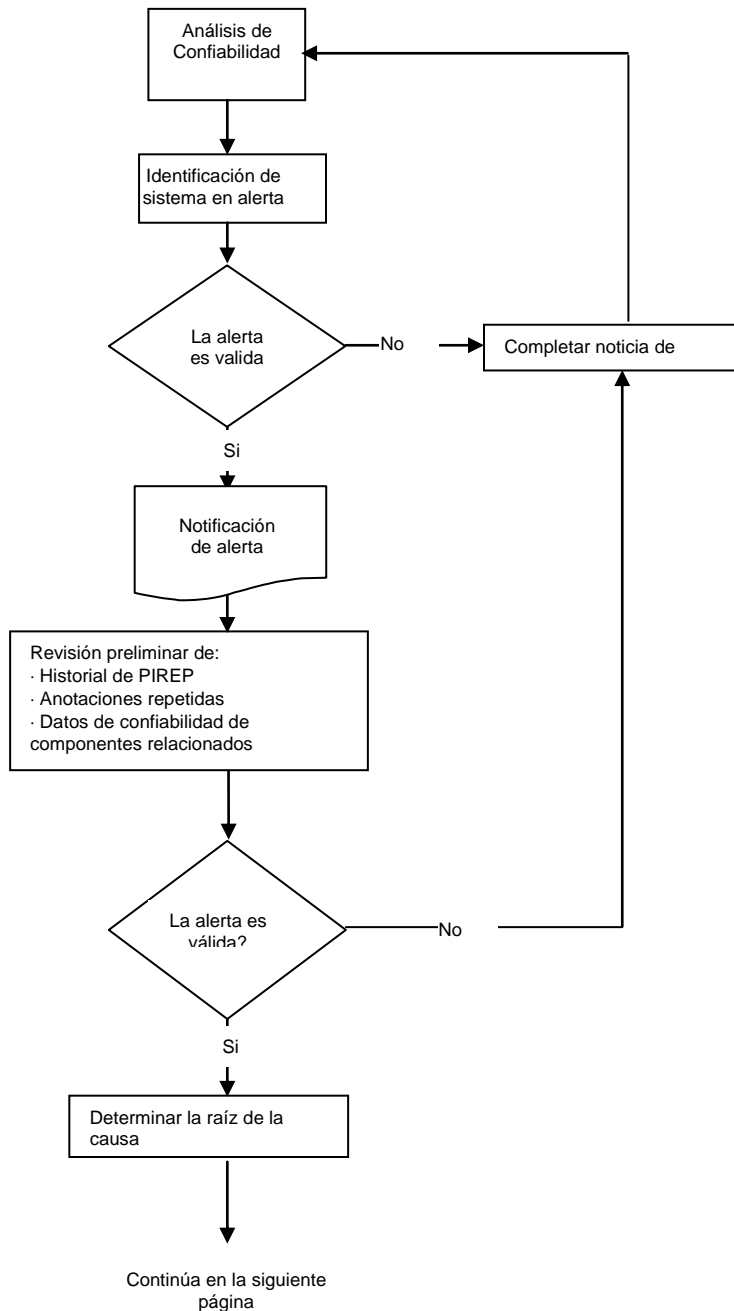 Análisis de
Confiabilidad
Identificación de
sistema en alerta
La alerta
es valida
No
Completar noticia de
Si
Notificación
de alerta
Revisión preliminar de:
· Historial de PIREP
· Anotaciones repetidas
· Datos de confiabilidad de
componentes relacionados
La alerta es
válida?
No
Si
Determinar la raíz de la
causa
Continúa en la siguiente
página